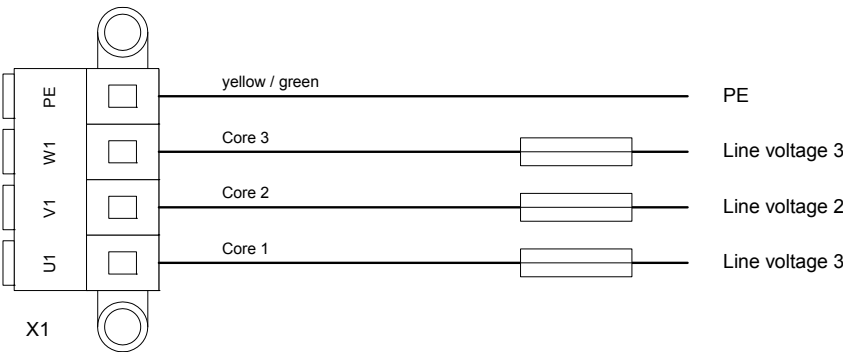 PE yellow / green PE
W1 Core 3 Line voltage 3
V1 Core 2 Line voltage 2
U1 Core 1 Line voltage 3
X1